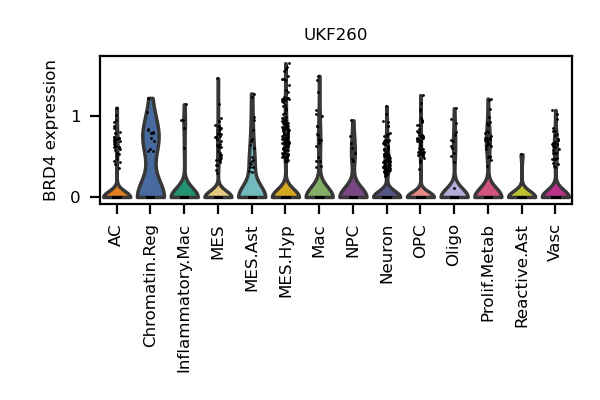 UKF260
BRD4 expression
1
0
AC
Chromatin.Reg
Inflammatory.Mac
MES
MES.Ast
MES.Hyp
Mac
NPC
Neuron
OPC
Oligo
Prolif.Metab
Reactive.Ast
Vasc